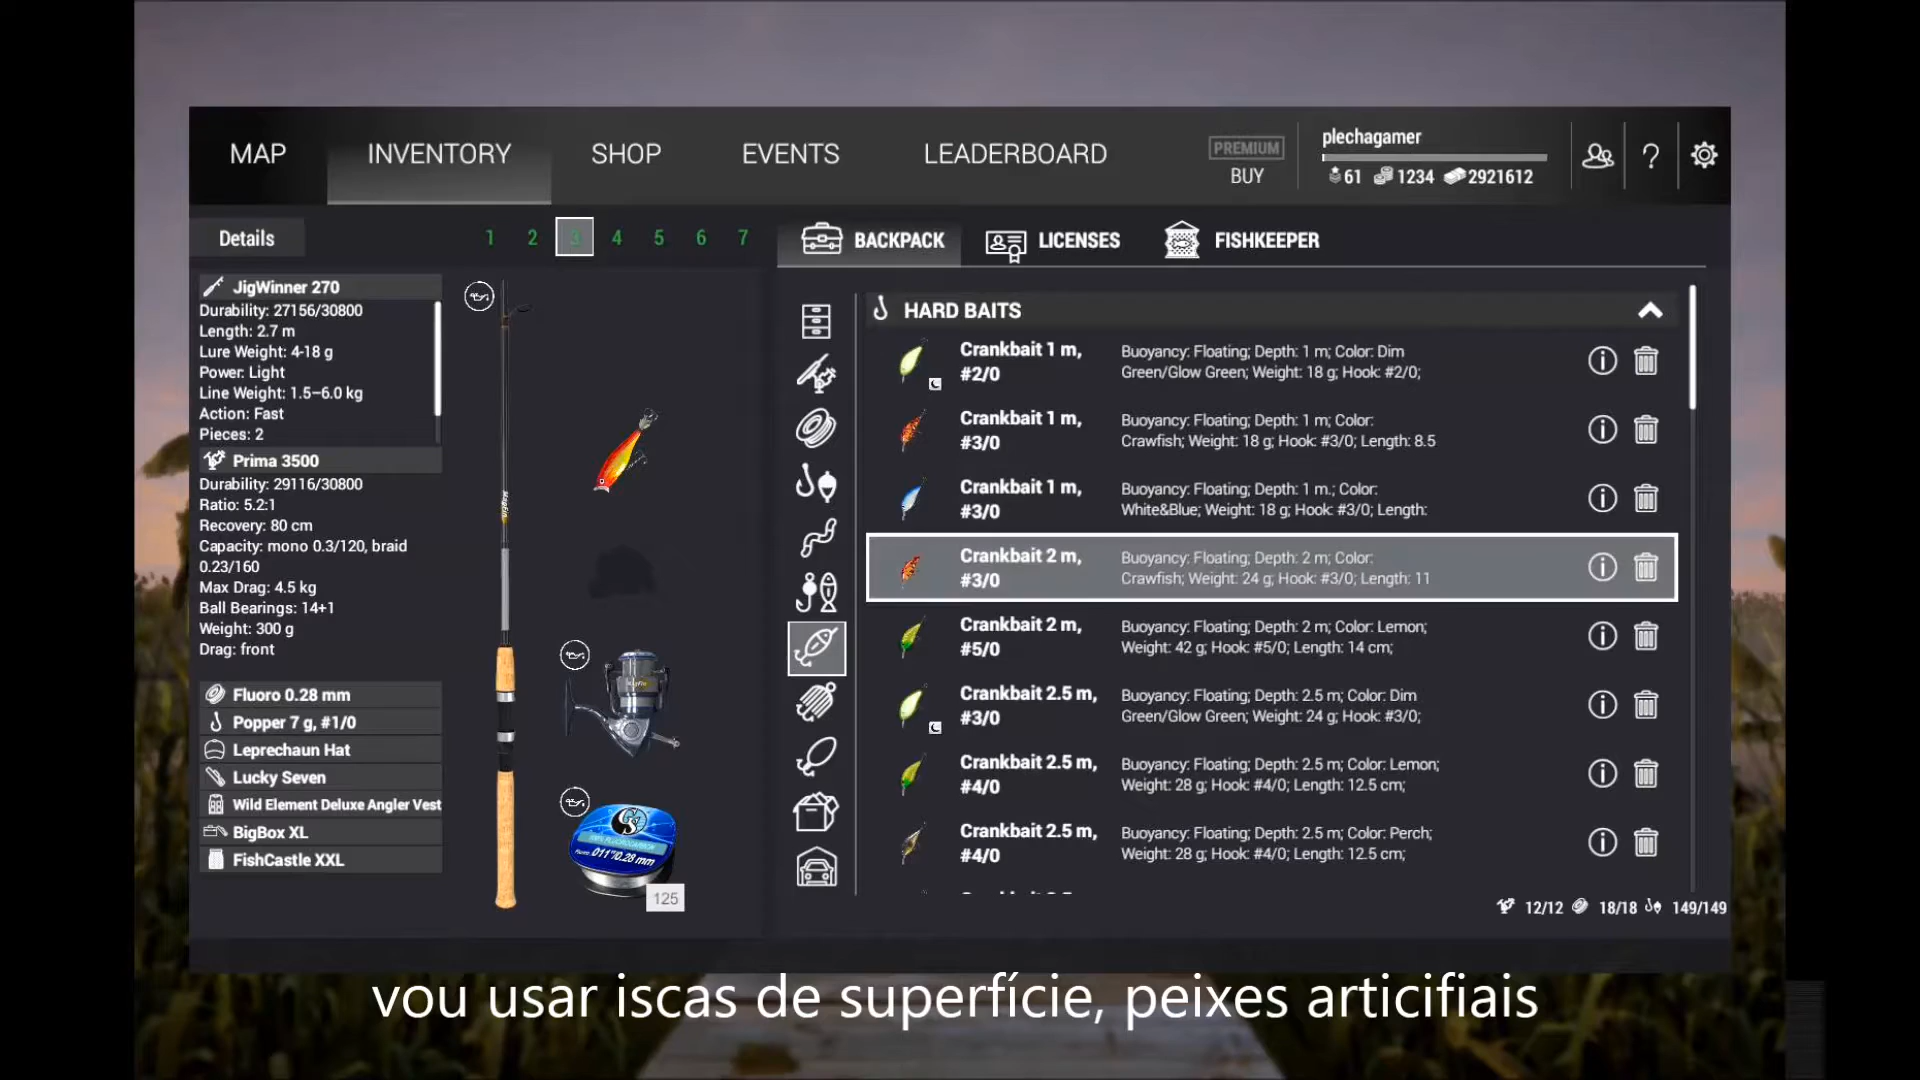 MAP
INVENTORY
SHOP
EVENTS
LEADERBOARD
PREMIUM
BUY
plechagamer
61 1234 2921612
?
Details
1 2 3 4 5 6 7
BACKPACK
LICENSES
FISHKEEPER
JigWinner 270
Durability: 27156/30800
Length: 2.7 m
Lure Weight: 4-18 g
Power: Light
Line Weight: 1.5–6.0 kg
Action: Fast
Pieces: 2
Prima 3500
Durability: 29116/30800
Ratio: 5.2:1
Recovery: 80 cm
Capacity: mono 0.3/120, braid
0.23/160
Max Drag: 4.5 kg
Ball Bearings: 14+1
Weight: 300 g
Drag: front
Fluoro 0.28 mm
Popper 7 g, #1/0
Leprechaun Hat
Lucky Seven
Wild Element Deluxe Angler Vest
BigBox XL
FishCastle XXL
.011"/0.28 mm
125
HARD BAITS
Crankbait 1 m,
#2/0
Buoyancy: Floating; Depth: 1 m; Color: Dim
Green/Glow Green; Weight: 18 g; Hook: #2/0;
Crankbait 1 m,
#3/0
Buoyancy: Floating; Depth: 1 m; Color:
Crawfish; Weight: 18 g; Hook: #3/0; Length: 8.5
Crankbait 1 m,
#3/0
Buoyancy: Floating; Depth: 1 m.; Color:
White&Blue; Weight: 18 g; Hook: #3/0; Length:
Crankbait 2 m,
#3/0
Buoyancy: Floating; Depth: 2 m; Color:
Crawfish; Weight: 24 g; Hook: #3/0; Length: 11
Crankbait 2 m,
#5/0
Buoyancy: Floating; Depth: 2 m; Color: Lemon;
Weight: 42 g; Hook: #5/0; Length: 14 cm;
Crankbait 2.5 m,
#3/0
Buoyancy: Floating; Depth: 2.5 m; Color: Dim
Green/Glow Green; Weight: 24 g; Hook: #3/0;
Crankbait 2.5 m,
#4/0
Buoyancy: Floating; Depth: 2.5 m; Color: Lemon;
Weight: 28 g; Hook: #4/0; Length: 12.5 cm;
Crankbait 2.5 m,
#4/0
Buoyancy: Floating; Depth: 2.5 m; Color: Perch;
Weight: 28 g; Hook: #4/0; Length: 12.5 cm;
12/12 18/18 149/149
vou usar iscas de superfície, peixes articifiais